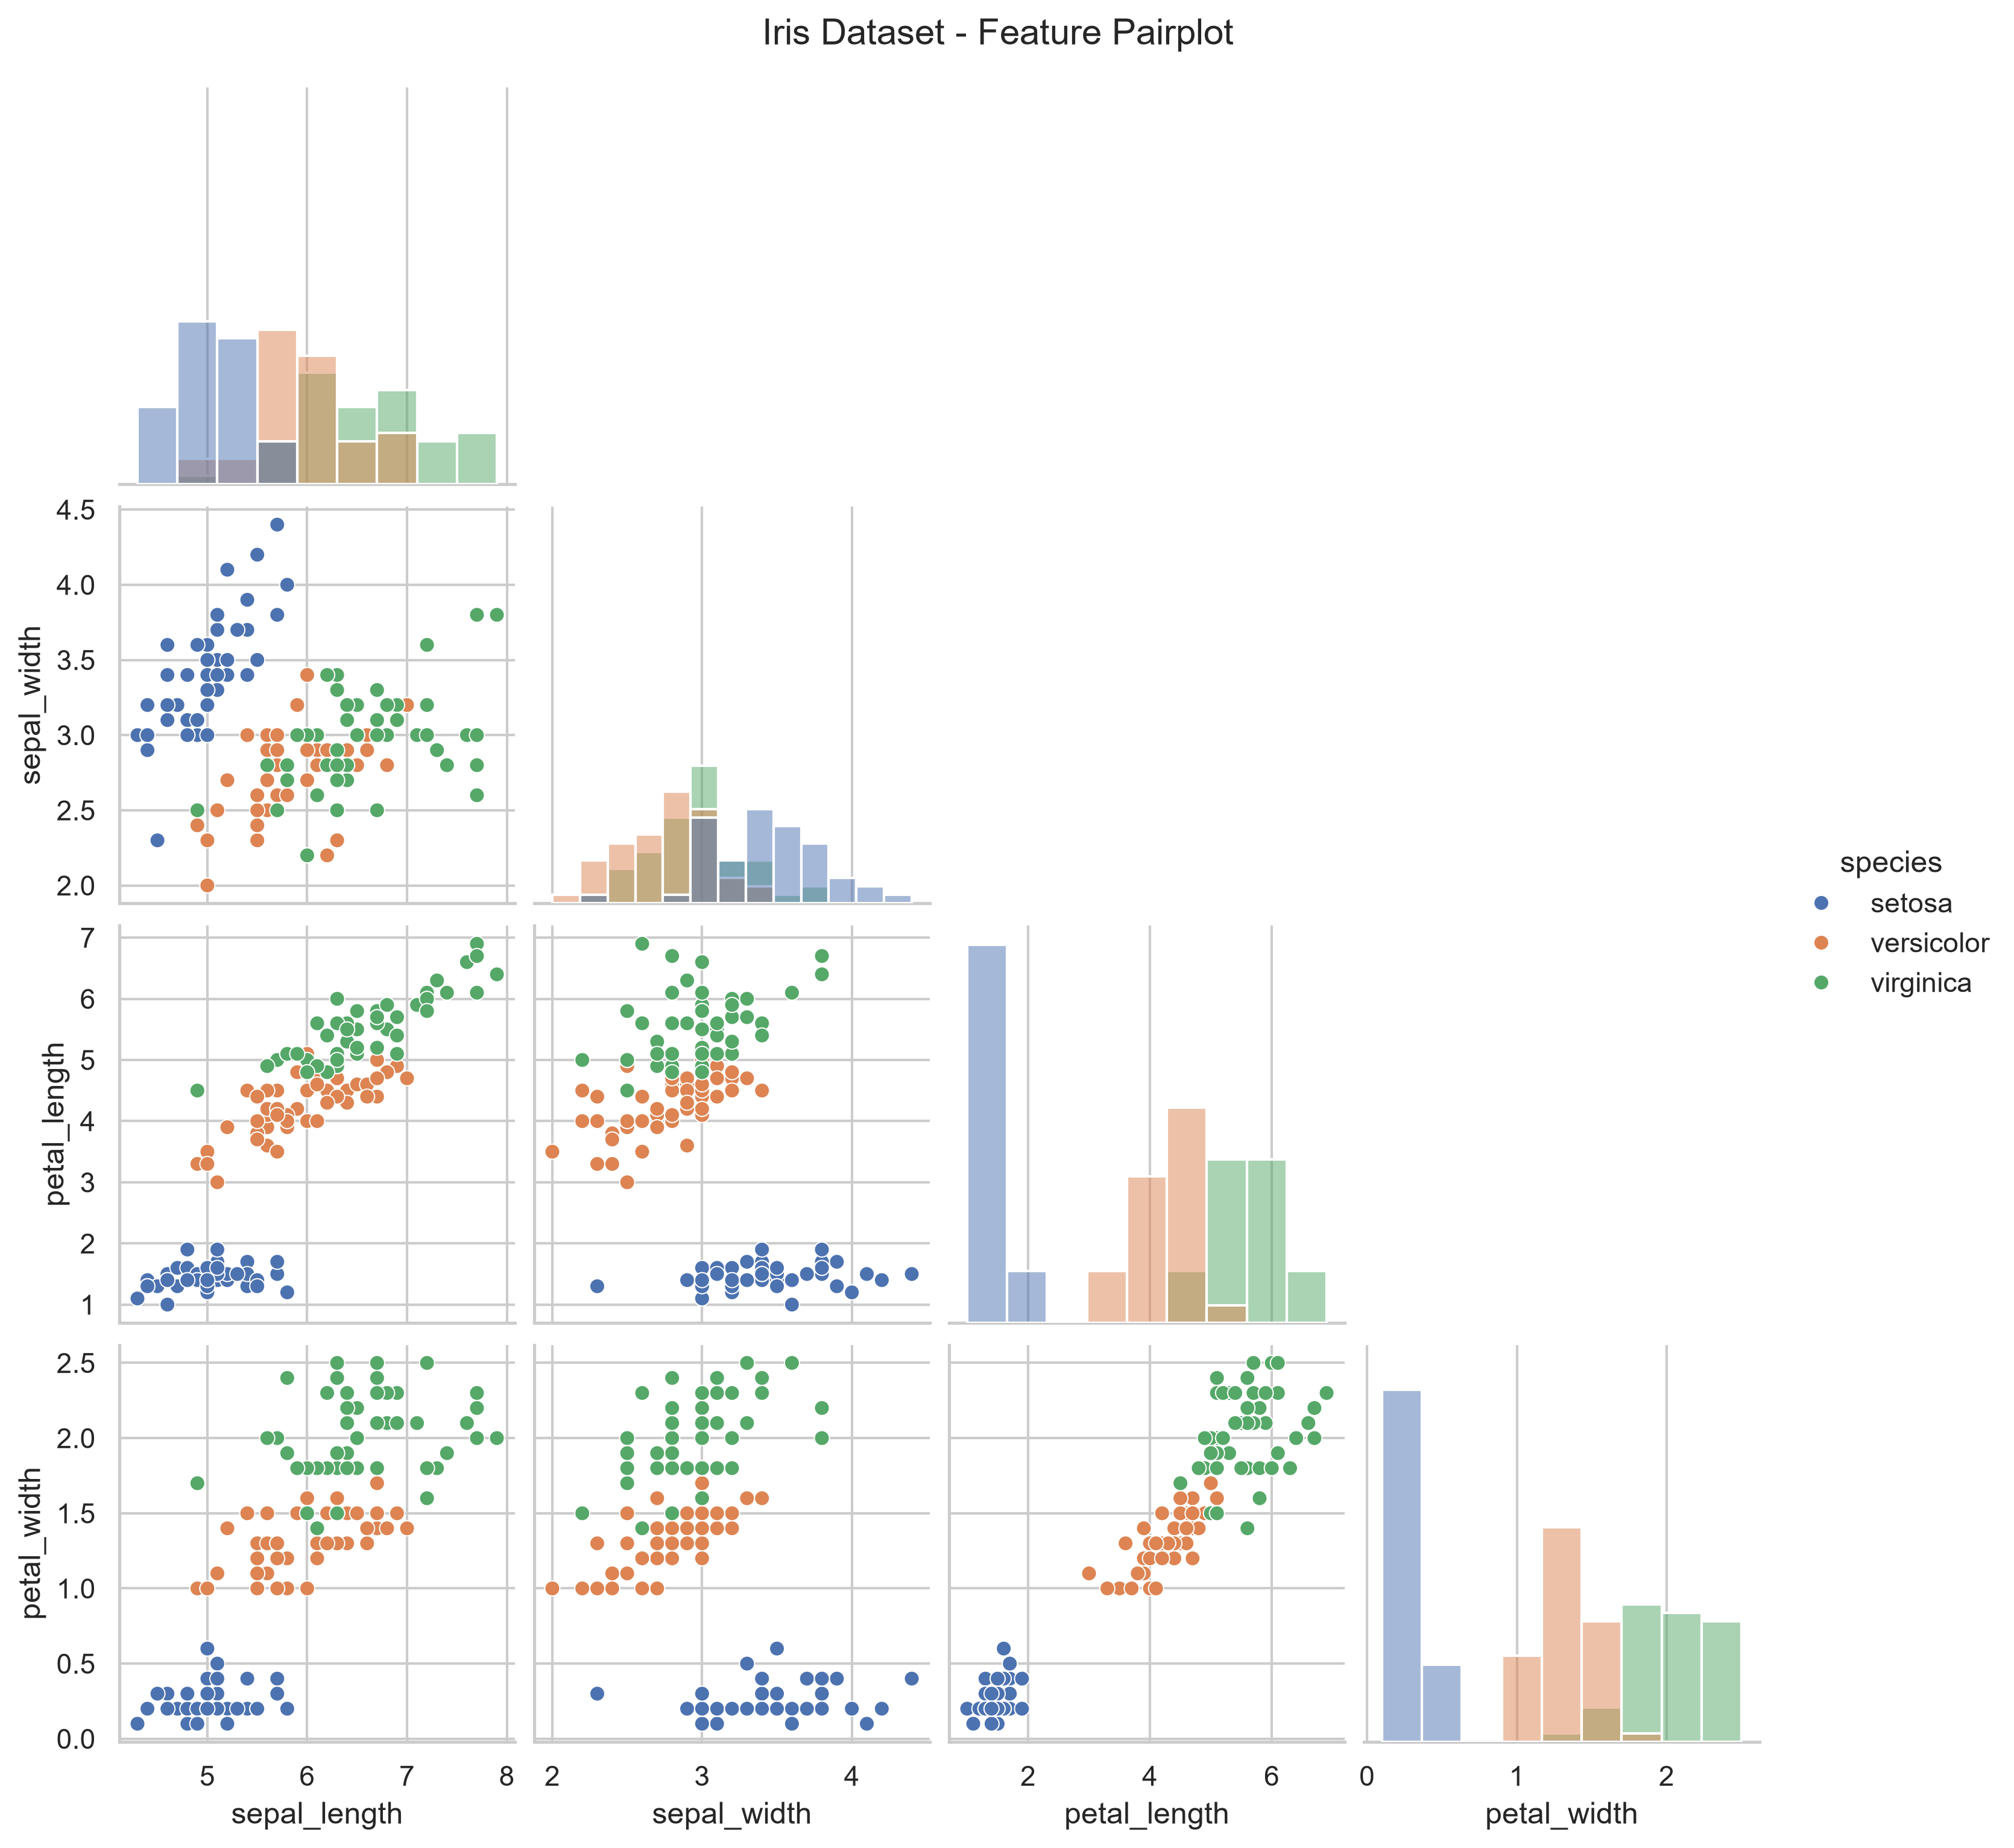 Iris Dataset - Feature Pairplot
4.5
4.0
3.5
3.0
2.5
2.0
sepal_width
7
6
5
4
3
2
1
petal_length
2.5
2.0
1.5
1.0
0.5
0.0
petal_width
5 6 7 8
sepal_length
2 3 4
sepal_width
2 4 6
petal_length
0 1 2
petal_width
species
setosa
versicolor
virginica